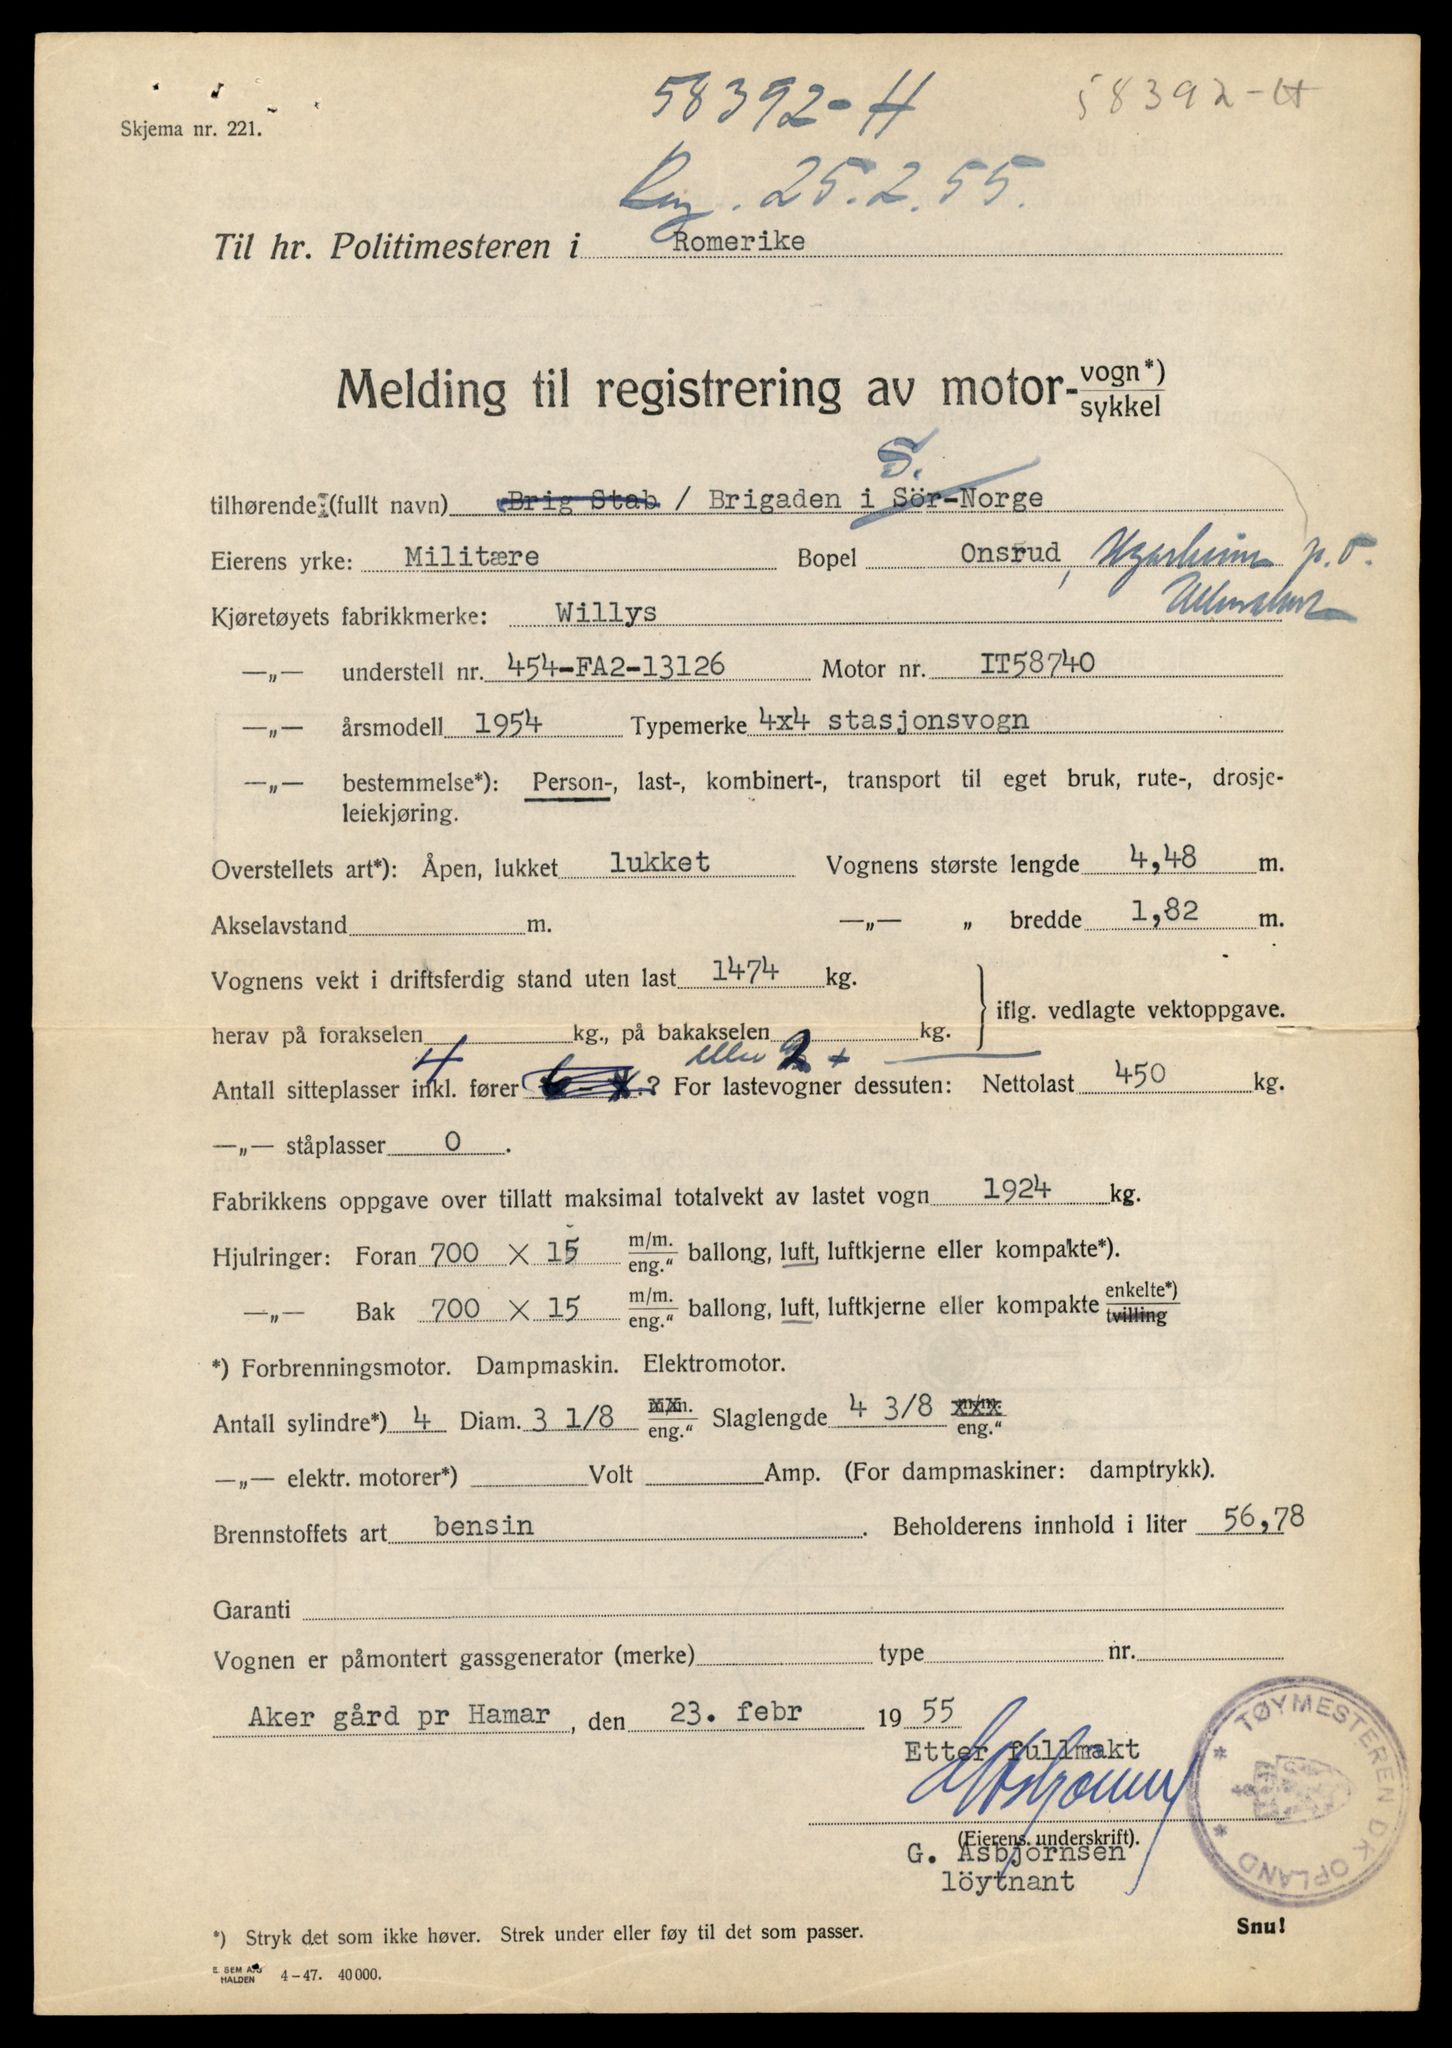 58392-H
58392-H
Skjema nr. 221.
Reg. 25.2.55.
Til hr. Politimesteren i Romerike
Melding til registrering av motor-vogn*)
sykkel
S.
tilhørende: (fullt navn) Brig Stab / Brigaden i Sör-Norge
Eierens yrke: Militære Bopel Onsrud, p.o.
Kjøretøyets fabrikkmerke: Willys
—„— understell nr. 454-FA2-13126 Motor nr. IT58740
—„— årsmodell 1954 Typemerke 4x4 stasjonsvogn
—„— bestemmelse*): Person-, last-, kombinert-, transport til eget bruk, rute-, drosje-
leiekjøring.
Overstellets art*): Åpen, lukket lukket Vognens største lengde 4,48 m.
Akselavstand m. —„— „ bredde 1,82 m.
Vognens vekt i driftsferdig stand uten last 1474 kg.
herav på forakselen kg., på bakakselen kg. iflg. vedlagte vektoppgave.
4 eller 2 +
Antall sitteplasser inkl. fører ? For lastevogner dessuten: Nettolast 450 kg.
—„— ståplasser 0 .
Fabrikkens oppgave over tillatt maksimal totalvekt av lastet vogn 1924 kg.
Hjulringer: Foran 700 × 15 m/m. eng.“ ballong, luft, luftkjerne eller kompakte*).
—„— Bak 700 × 15 m/m. eng.“ ballong, luft, luftkjerne eller kompakte enkelte*) tvilling
*) Forbrenningsmotor. Dampmaskin. Elektromotor.
Antall sylindre*) 4 Diam. 3 1/8 m/m. eng.“ Slaglengde 4 3/8 m/m. eng.“
—„— elektr. motorer*) Volt Amp. (For dampmaskiner: damptrykk).
Brennstoffets art bensin . Beholderens innhold i liter 56,78
Garanti
Vognen er påmontert gassgenerator (merke) type nr.
Aker gård pr Hamar, den 23. febr 1955
Etter fullmakt
(Eierens underskrift).
G. Asbjørnsen
löytnant
* TØYMESTEREN DK OPLAND *
*) Stryk det som ikke høver. Strek under eller føy til det som passer.
Snu!
E. SEM A/S
HALDEN 4-47. 40000.